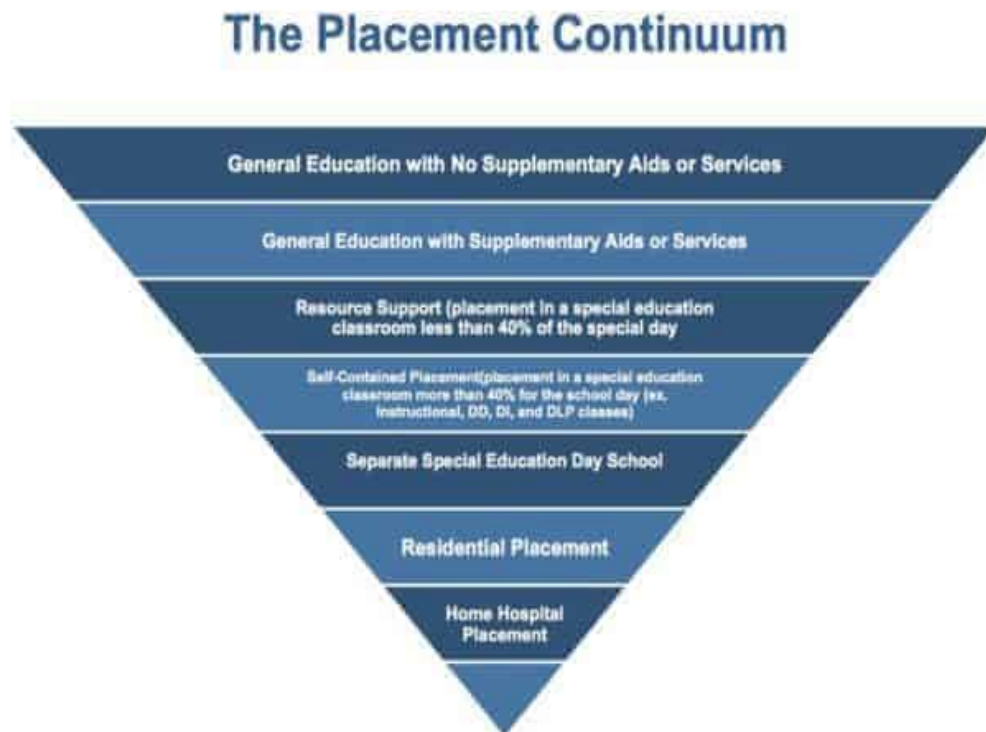 The Placement Continuum
General Education with No Supplementary Aids or Services
General Education with Supplementary Aids or Services
Resource Support (placement in a special education
classroom less than 40% of the special day
Self-Contained Placement(placement in a special education
classroom more than 40% for the school day (ex.
Instructional, DD, DI, and DLP classes)
Separate Special Education Day School
Residential Placement
Home Hospital
Placement